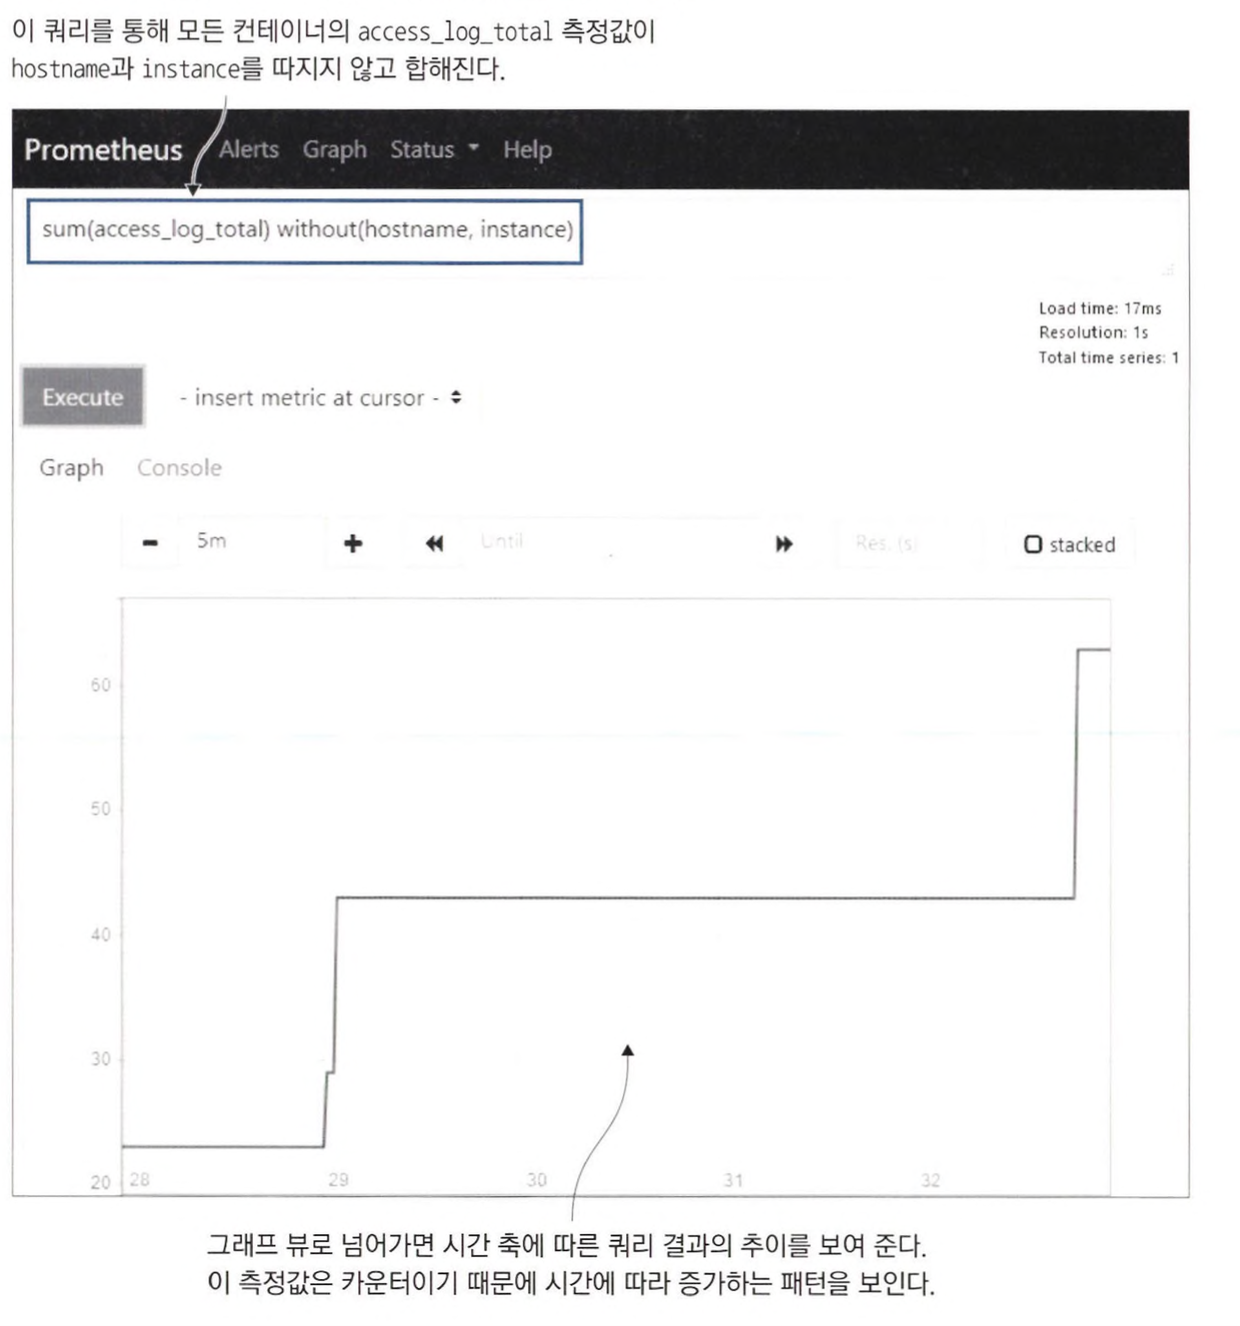 이 쿼리를 통해 모든 컨테이너의 access_log_total 측정값이
hostname과 instance를 따지지 않고 합해진다.
Prometheus Alerts Graph Status Help
sum(access_log_total) without(hostname, instance)
Load time: 17ms
Resolution: 1s
Total time series: 1
Execute - insert metric at cursor -
Graph Console
5m Until Res. (s) stacked
60
50
40
30
20 28 29 30 31 32
그래프 뷰로 넘어가면 시간 축에 따른 쿼리 결과의 추이를 보여 준다.
이 측정값은 카운터이기 때문에 시간에 따라 증가하는 패턴을 보인다.